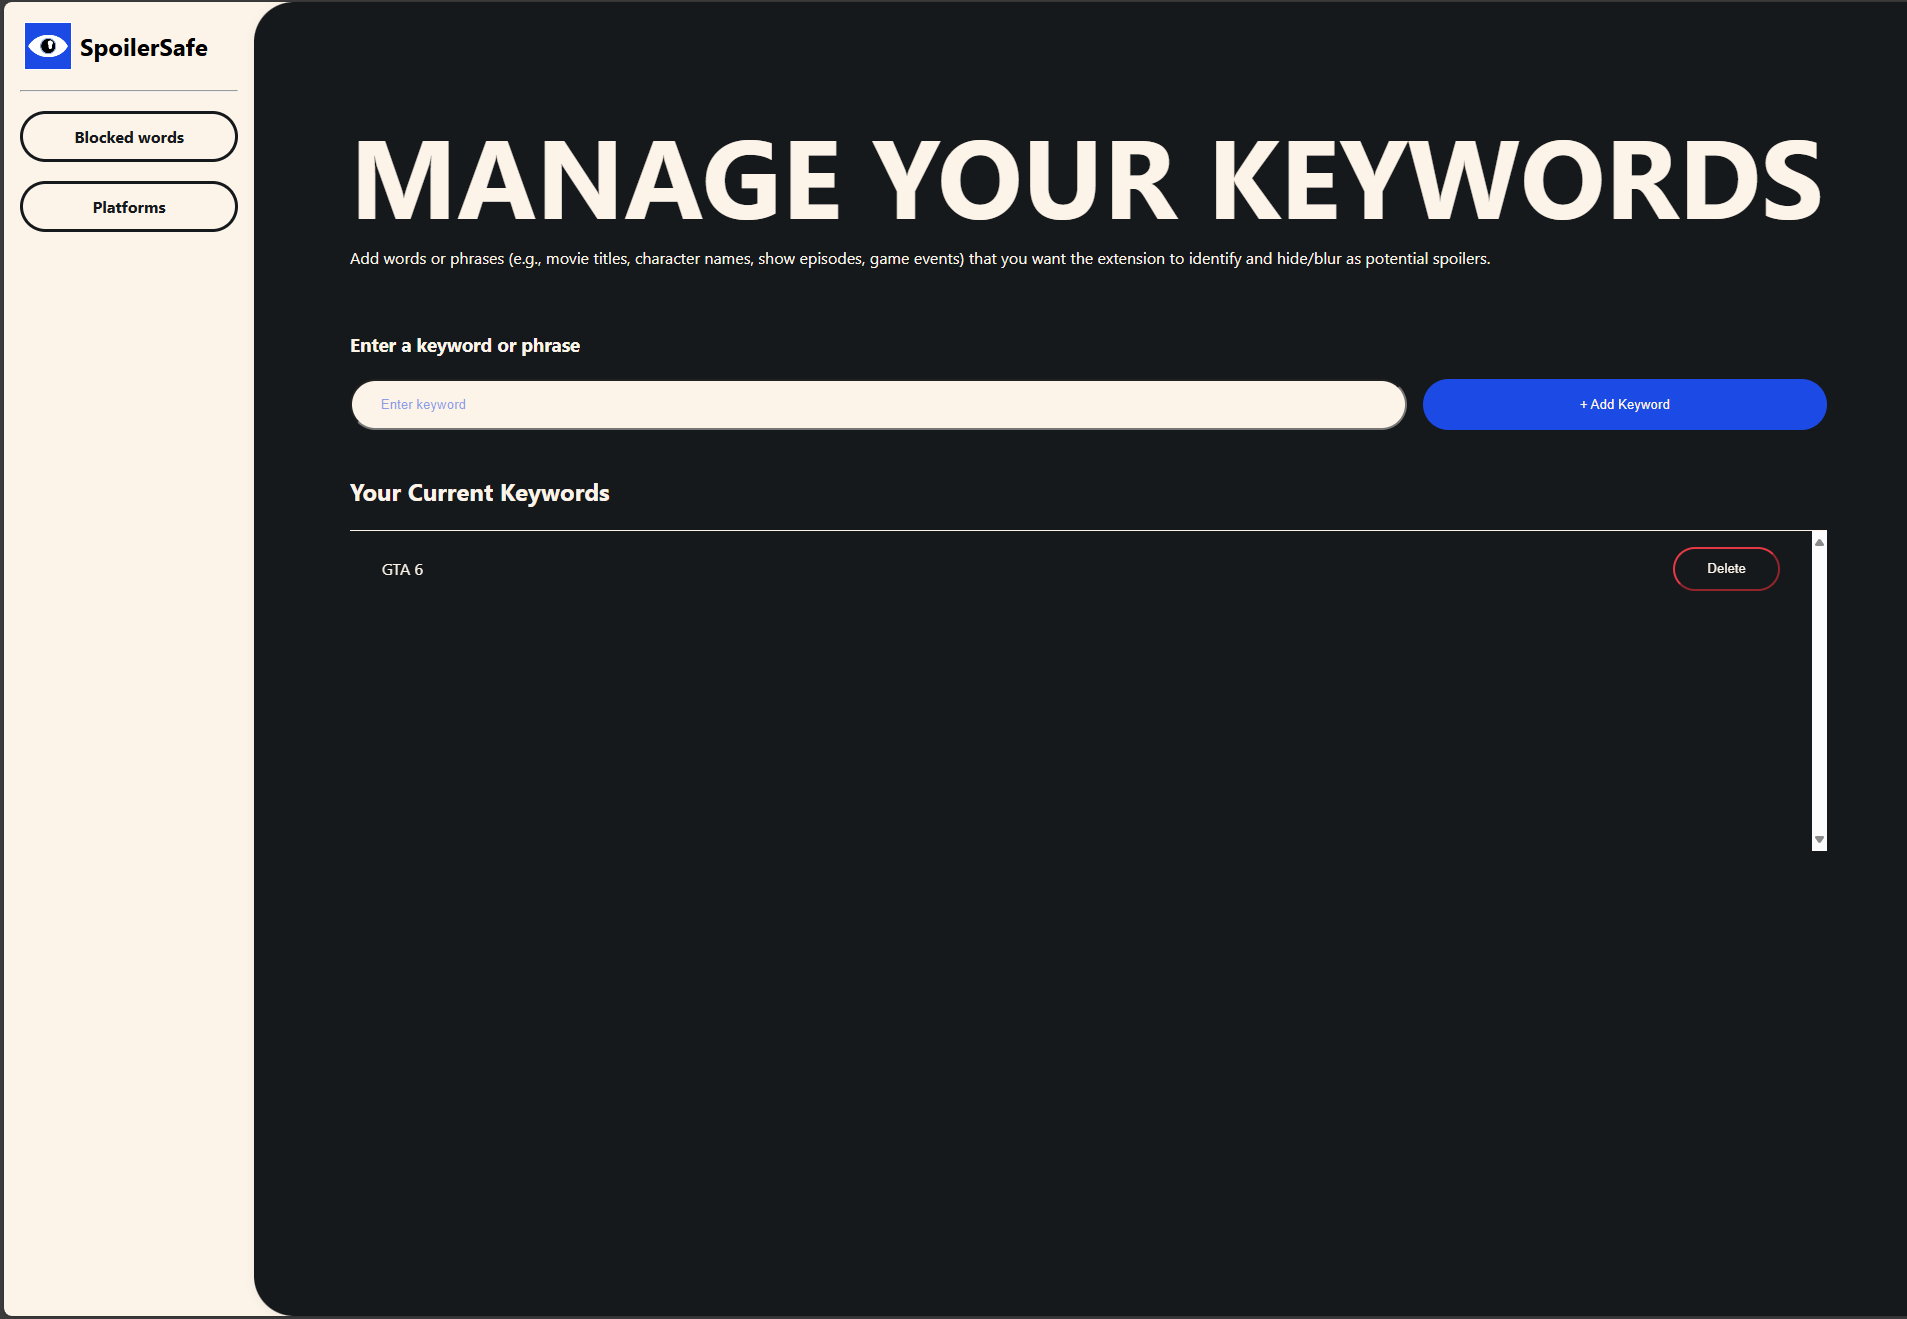 SpoilerSafe
Blocked words
Platforms
MANAGE YOUR KEYWORDS
Add words or phrases (e.g., movie titles, character names, show episodes, game events) that you want the extension to identify and hide/blur as potential spoilers.
Enter a keyword or phrase
Enter keyword
+ Add Keyword
Your Current Keywords
GTA 6
Delete